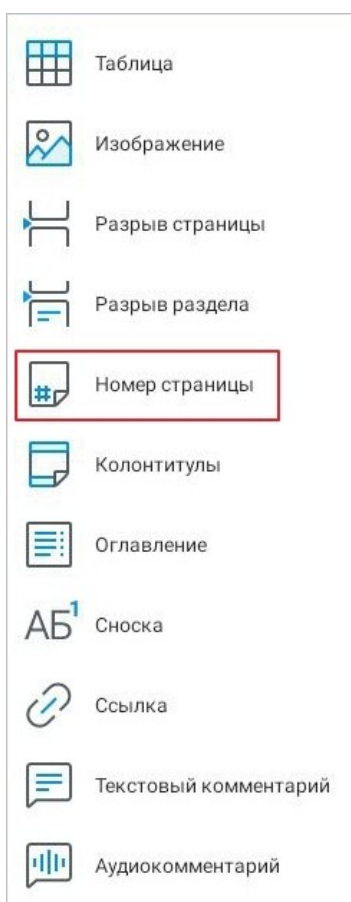 Таблица
Изображение
Разрыв страницы
Разрыв раздела
# Номер страницы
Колонтитулы
Оглавление
АБ1 Сноска
Ссылка
Текстовый комментарий
Аудиокомментарий